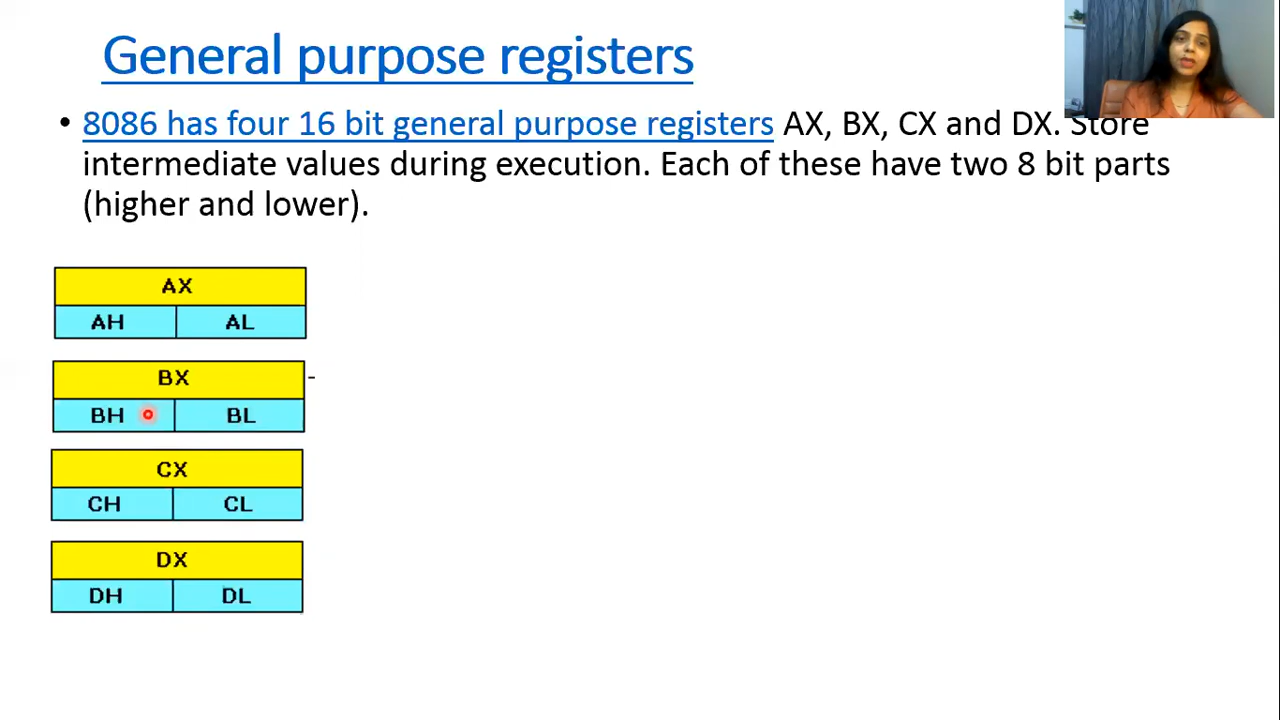 General purpose registers
• 8086 has four 16 bit general purpose registers AX, BX, CX and DX. Store
intermediate values during execution. Each of these have two 8 bit parts
(higher and lower).
AX
AH AL
BX
BH BL
CX
CH CL
DX
DH DL